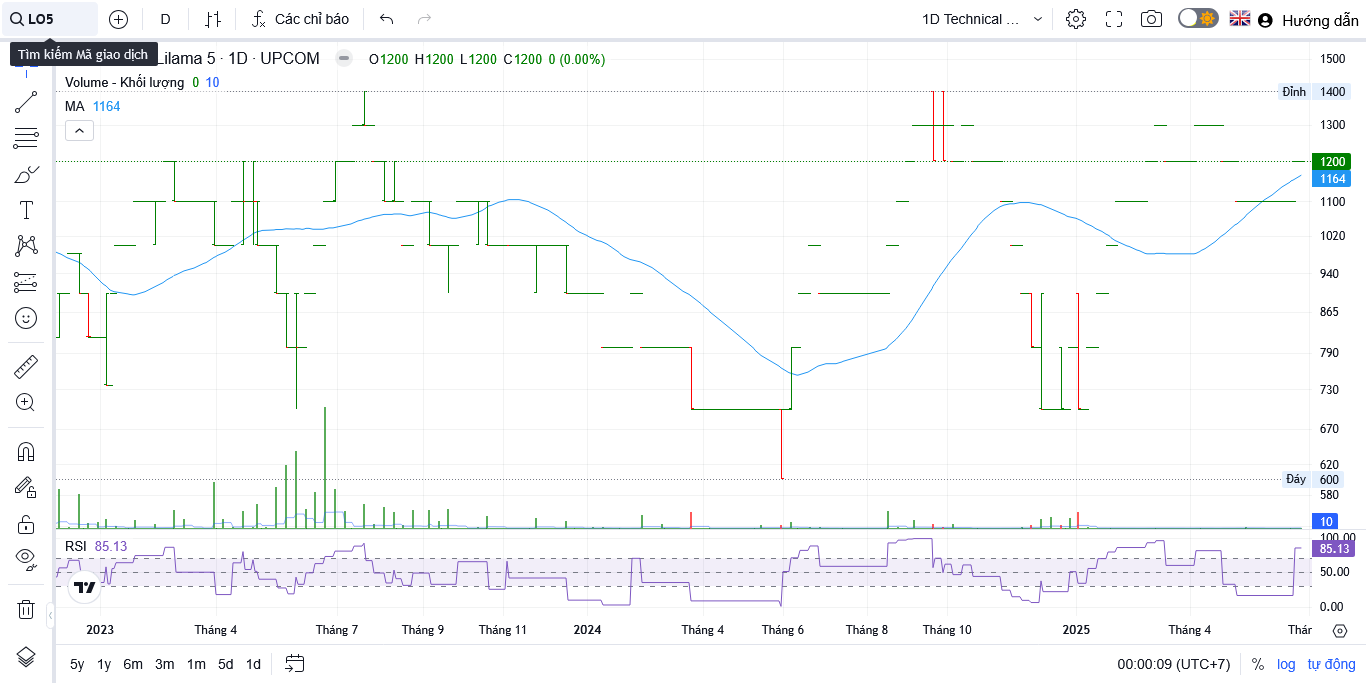 LO5 D Các chỉ báo 1D Technical ... Hướng dẫn
Tìm kiếm Mã giao dịch
Lilama 5 · 1D · UPCOM O1200 H1200 L1200 C1200 0 (0.00%)
Volume - Khối lượng 0 10
MA 1164
1500
Đỉnh 1400
1300
1200
1164
1100
1020
940
865
790
730
670
620
Đáy 600
580
10
RSI 85.13
100.00
85.13
50.00
0.00
2023 Tháng 4 Tháng 7 Tháng 9 Tháng 11 2024 Tháng 4 Tháng 6 Tháng 8 Tháng 10 2025 Tháng 4 Thár
5y 1y 6m 3m 1m 5d 1d 00:00:09 (UTC+7) % log tự động